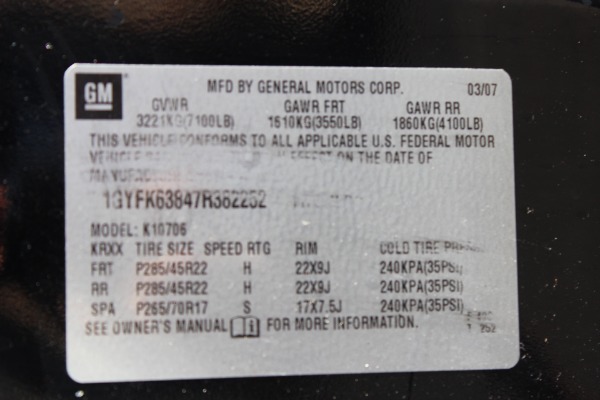 GM
MFD BY GENERAL MOTORS CORP. 03/07
GVWR GAWR FRT GAWR RR
3221KG(7100LB) 1610KG(3550LB) 1860KG(4100LB)
THIS VEHICLE CONFORMS TO ALL APPLICABLE U.S. FEDERAL MOTOR
VEHICLE IN EFFECT ON THE DATE OF
1GYFK63847R382252
MODEL: K10706
KRXX TIRE SIZE SPEED RTG RIM COLD TIRE
FRT P285/45R22 H 22X9J 240KPA(35PSI)
RR P285/45R22 H 22X9J 240KPA(35PSI)
SPA P265/70R17 S 17X7.5J 240KPA(35PSI)
SEE OWNER'S MANUAL FOR MORE INFORMATION.